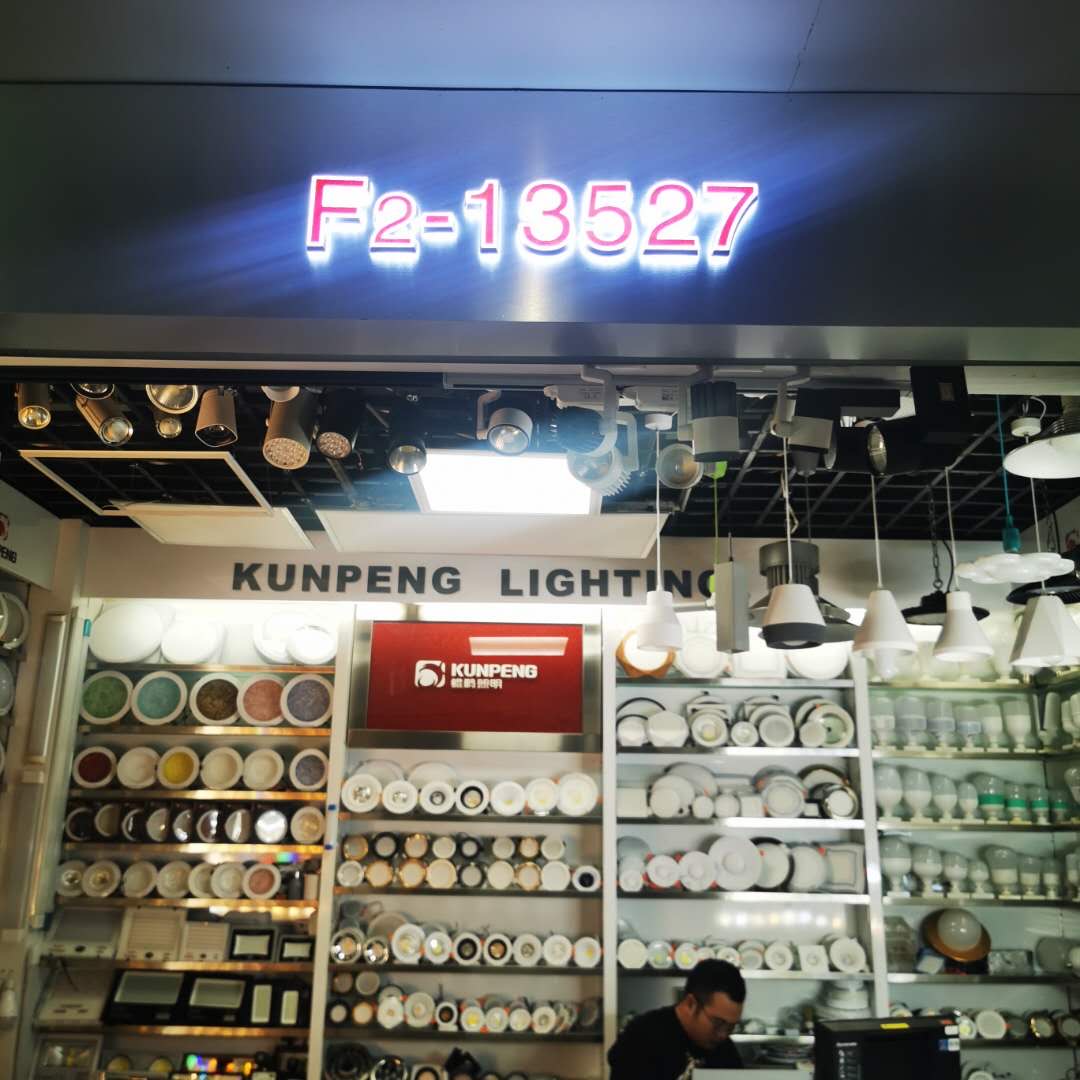 F2-13527
KUNPENG LIGHTING
KUNPENG
鲲鹏照明